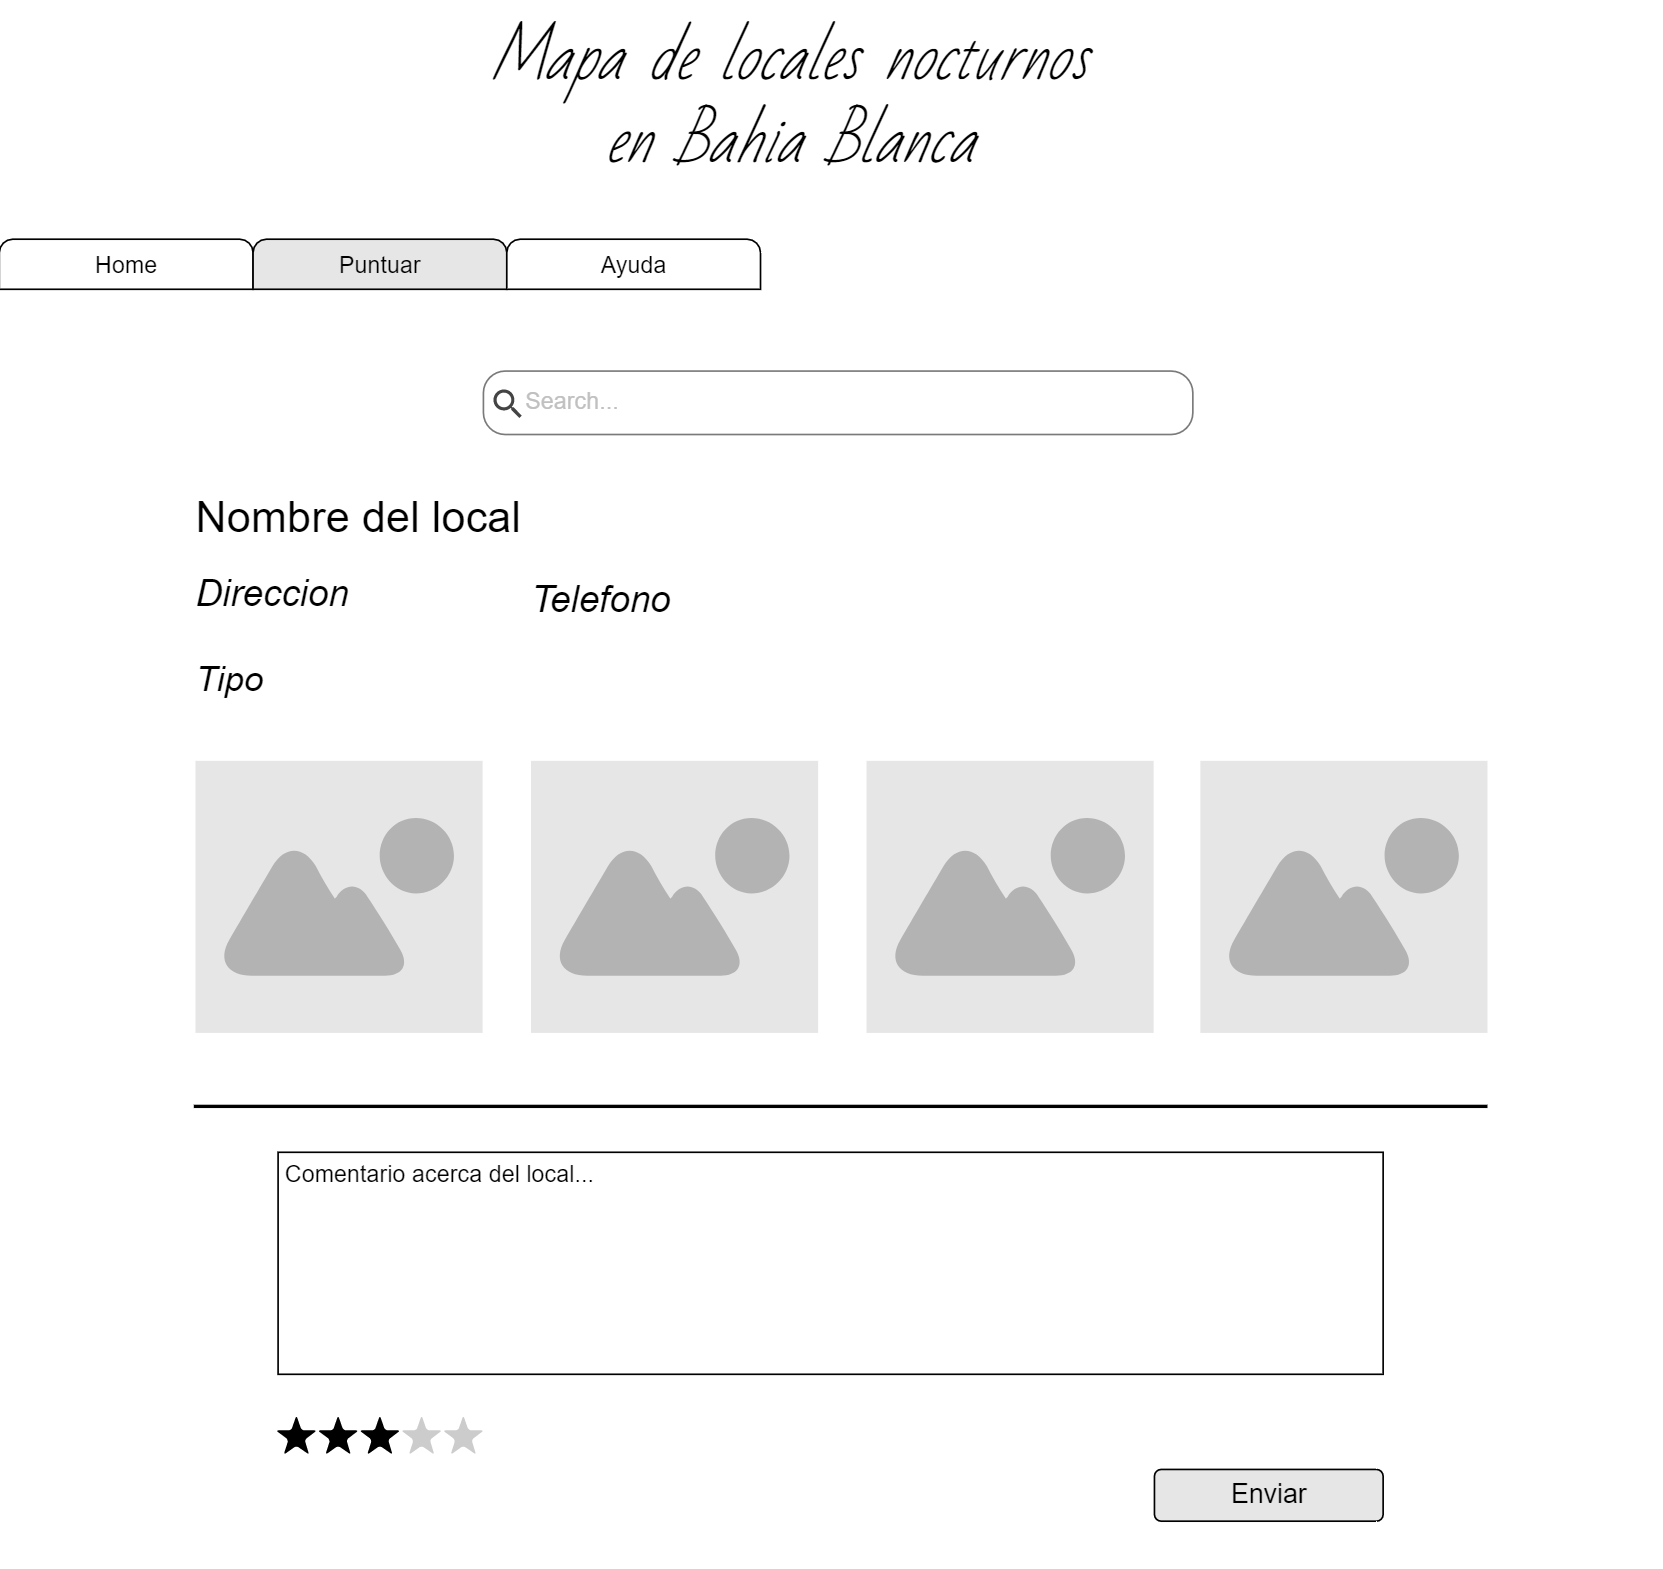 Mapa de locales nocturnos
en Bahia Blanca
Home
Puntuar
Ayuda
Search...
Nombre del local
Direccion
Telefono
Tipo
Comentario acerca del local...
Enviar